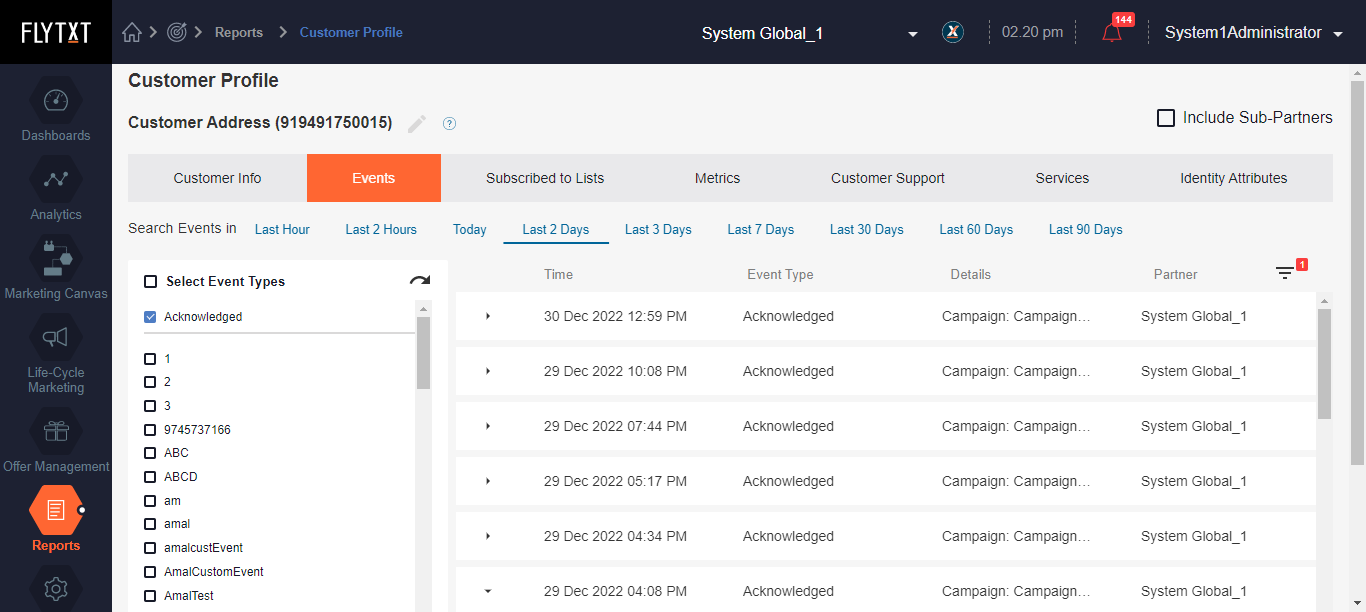 FLYTXT
Reports
Customer Profile
System Global_1
X
02.20 pm
144
System1Administrator
Dashboards
Analytics
Marketing Canvas
Life-Cycle
Marketing
Offer Management
Reports
Customer Profile
Customer Address (919491750015)
?
Include Sub-Partners
Customer Info
Events
Subscribed to Lists
Metrics
Customer Support
Services
Identity Attributes
Search Events in
Last Hour
Last 2 Hours
Today
Last 2 Days
Last 3 Days
Last 7 Days
Last 30 Days
Last 60 Days
Last 90 Days
Select Event Types
Acknowledged
1
2
3
9745737166
ABC
ABCD
am
amal
amalcustEvent
AmalCustomEvent
AmalTest
Time Event Type Details Partner
1
30 Dec 2022 12:59 PM Acknowledged Campaign: Campaign… System Global_1
29 Dec 2022 10:08 PM Acknowledged Campaign: Campaign… System Global_1
29 Dec 2022 07:44 PM Acknowledged Campaign: Campaign… System Global_1
29 Dec 2022 05:17 PM Acknowledged Campaign: Campaign… System Global_1
29 Dec 2022 04:34 PM Acknowledged Campaign: Campaign… System Global_1
29 Dec 2022 04:08 PM Acknowledged Campaign: Campaign… System Global_1